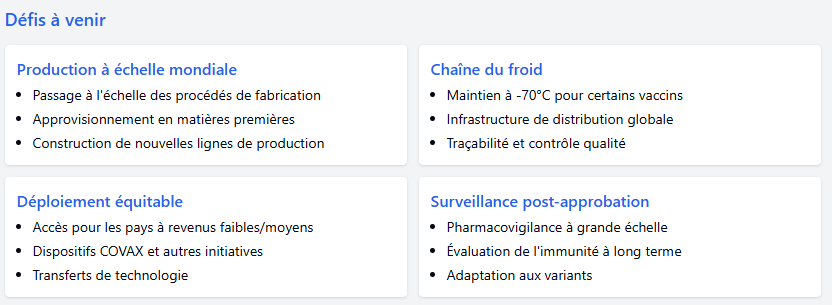 Défis à venir
Production à échelle mondiale
Passage à l'échelle des procédés de fabrication
Approvisionnement en matières premières
Construction de nouvelles lignes de production
Chaîne du froid
Maintien à -70°C pour certains vaccins
Infrastructure de distribution globale
Traçabilité et contrôle qualité
Déploiement équitable
Accès pour les pays à revenus faibles/moyens
Dispositifs COVAX et autres initiatives
Transferts de technologie
Surveillance post-approbation
Pharmacovigilance à grande échelle
Évaluation de l'immunité à long terme
Adaptation aux variants